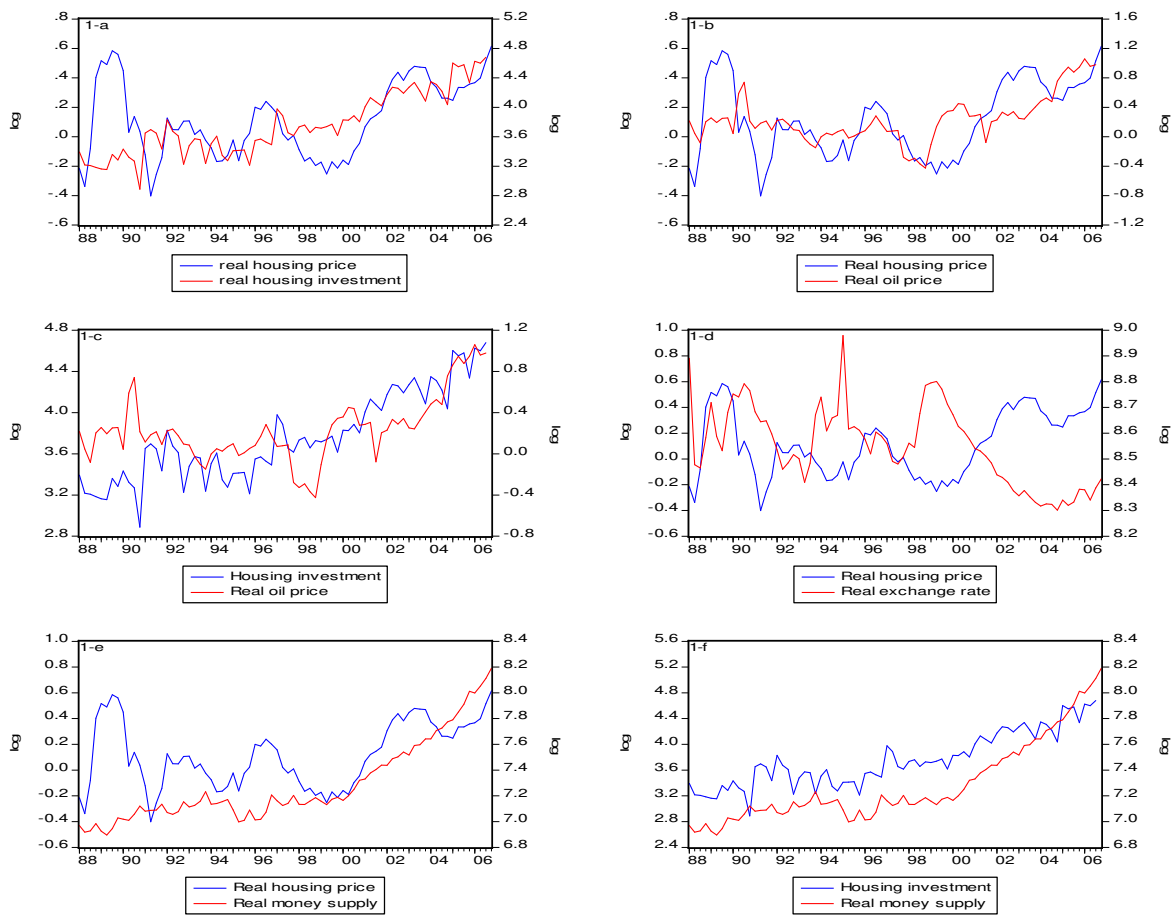 1-a
.8
.6
.4
.2
.0
-.2
-.4
-.6
log
5.2
4.8
4.4
4.0
3.6
3.2
2.8
2.4
log
88 90 92 94 96 98 00 02 04 06
real housing price
real housing investment
1-b
.8
.6
.4
.2
.0
-.2
-.4
-.6
log
1.6
1.2
0.8
0.4
0.0
-0.4
-0.8
-1.2
log
88 90 92 94 96 98 00 02 04 06
Real housing price
Real oil price
1-c
4.8
4.4
4.0
3.6
3.2
2.8
log
1.2
0.8
0.4
0.0
-0.4
-0.8
log
88 90 92 94 96 98 00 02 04 06
Housing investment
Real oil price
1-d
1.0
0.8
0.6
0.4
0.2
0.0
-0.2
-0.4
-0.6
log
9.0
8.9
8.8
8.7
8.6
8.5
8.4
8.3
8.2
log
88 90 92 94 96 98 00 02 04 06
Real housing price
Real exchange rate
1-e
1.0
0.8
0.6
0.4
0.2
0.0
-0.2
-0.4
-0.6
log
8.4
8.2
8.0
7.8
7.6
7.4
7.2
7.0
6.8
log
88 90 92 94 96 98 00 02 04 06
Real housing price
Real money supply
1-f
5.6
5.2
4.8
4.4
4.0
3.6
3.2
2.8
2.4
log
8.4
8.2
8.0
7.8
7.6
7.4
7.2
7.0
6.8
log
88 90 92 94 96 98 00 02 04 06
Housing investment
Real money supply